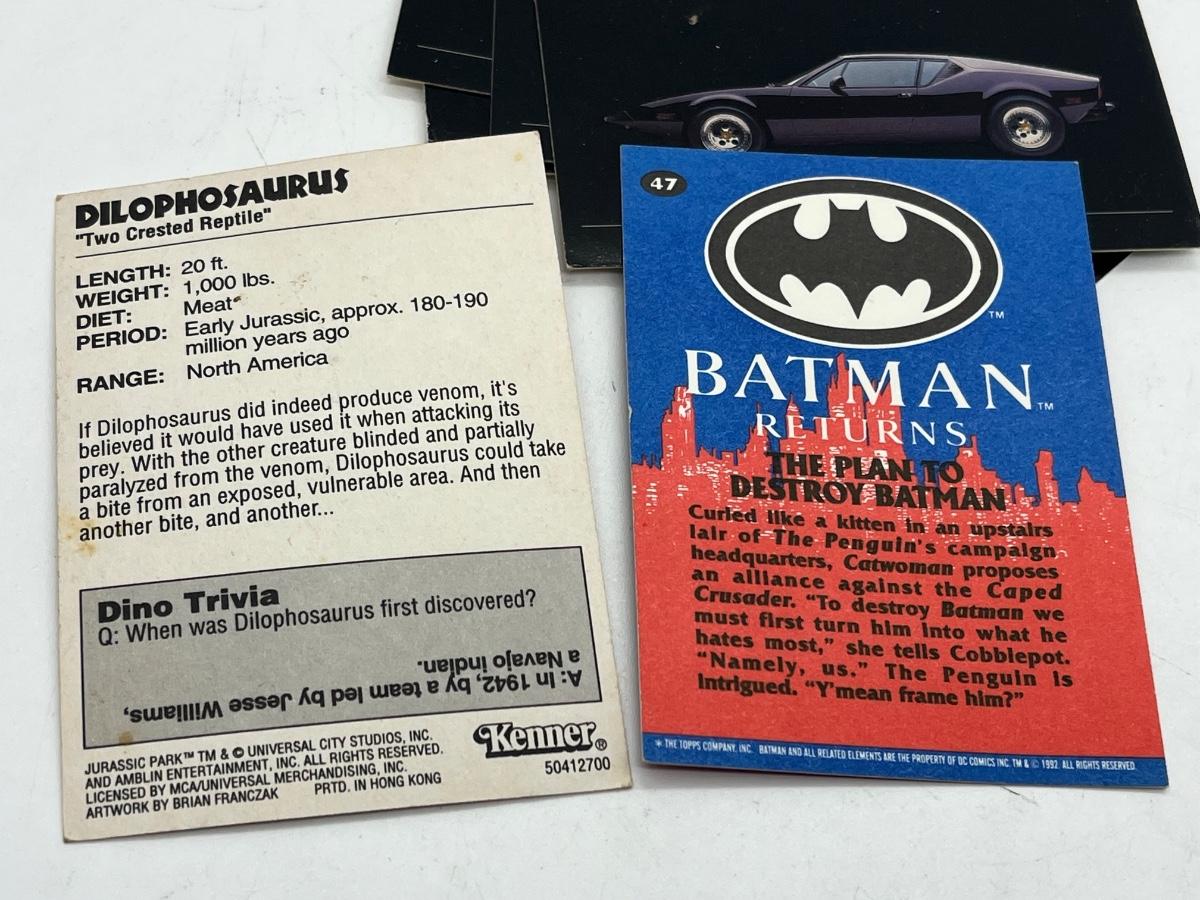 DILOPHOSAURUS
"Two Crested Reptile"
LENGTH: 20 ft.
WEIGHT: 1,000 lbs.
DIET: Meat
PERIOD: Early Jurassic, approx. 180-190
million years ago
RANGE: North America
If Dilophosaurus did indeed produce venom, it's
believed it would have used it when attacking its
prey. With the other creature blinded and partially
paralyzed from the venom, Dilophosaurus could take
a bite from an exposed, vulnerable area. And then
another bite, and another...
Dino Trivia
Q: When was Dilophosaurus first discovered?
A: In 1942, by a team led by Jesse Williams,
a Navajo indian.
JURASSIC PARK™ TM & © UNIVERSAL CITY STUDIOS, INC.
AND AMBLIN ENTERTAINMENT, INC. ALL RIGHTS RESERVED.
LICENSED BY MCA/UNIVERSAL MERCHANDISING, INC.
ARTWORK BY BRIAN FRANCZAK PRTD. IN HONG KONG
Kenner®
50412700
47
TM
BATMAN™
RETURNS
THE PLAN TO
DESTROY BATMAN
Curled like a kitten in an upstairs
lair of The Penguin's campaign
headquarters, Catwoman proposes
an alliance against the Caped
Crusader. "To destroy Batman we
must first turn him into what he
hates most," she tells Cobblepot.
"Namely, us." The Penguin is
intrigued. "Y'mean frame him?"
* THE TOPPS COMPANY, INC. BATMAN AND ALL RELATED ELEMENTS ARE THE PROPERTY OF DC COMICS INC. TM & © 1992. ALL RIGHTS RESERVED.